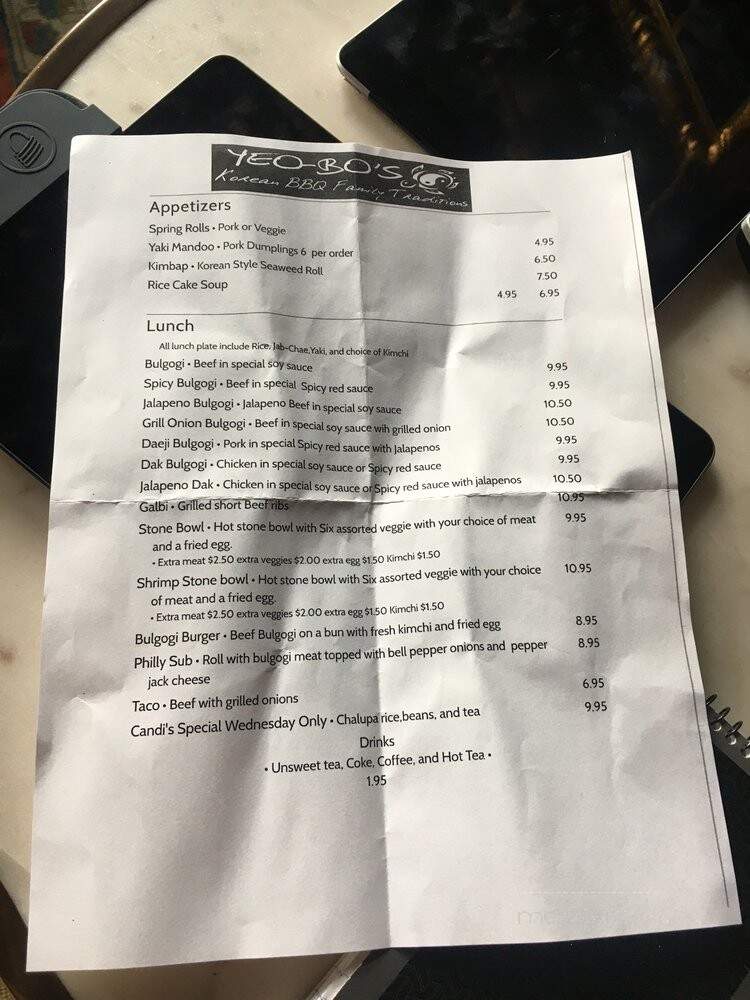 YEO-BO'S
Korean BBQ Family Traditions
Appetizers
Spring Rolls • Pork or Veggie 4.95
Yaki Mandoo • Pork Dumplings 6 per order 6.50
Kimbap • Korean Style Seaweed Roll 7.50
Rice Cake Soup 4.95 6.95
Lunch
All lunch plate include Rice, Jab-Chae,Yaki, and choice of Kimchi
Bulgogi • Beef in special soy sauce 9.95
Spicy Bulgogi • Beef in special Spicy red sauce 9.95
Jalapeno Bulgogi • Jalapeno Beef in special soy sauce 10.50
Grill Onion Bulgogi • Beef in special soy sauce wih grilled onion 10.50
Daeji Bulgogi • Pork in special Spicy red sauce with Jalapenos 9.95
Dak Bulgogi • Chicken in special soy sauce or Spicy red sauce 9.95
Jalapeno Dak • Chicken in special soy sauce or Spicy red sauce with jalapenos 10.50
Galbi • Grilled short Beef ribs 10.95
Stone Bowl • Hot stone bowl with Six assorted veggie with your choice of meat 9.95
and a fried egg.
• Extra meat $2.50 extra veggies $2.00 extra egg $1.50 Kimchi $1.50
Shrimp Stone bowl • Hot stone bowl with Six assorted veggie with your choice 10.95
of meat and a fried egg.
• Extra meat $2.50 extra veggies $2.00 extra egg $1.50 Kimchi $1.50
Bulgogi Burger • Beef Bulgogi on a bun with fresh kimchi and fried egg 8.95
Philly Sub • Roll with bulgogi meat topped with bell pepper onions and pepper 8.95
jack cheese
Taco • Beef with grilled onions 6.95
Candi's Special Wednesday Only • Chalupa rice,beans, and tea 9.95
Drinks
• Unsweet tea, Coke, Coffee, and Hot Tea •
1.95